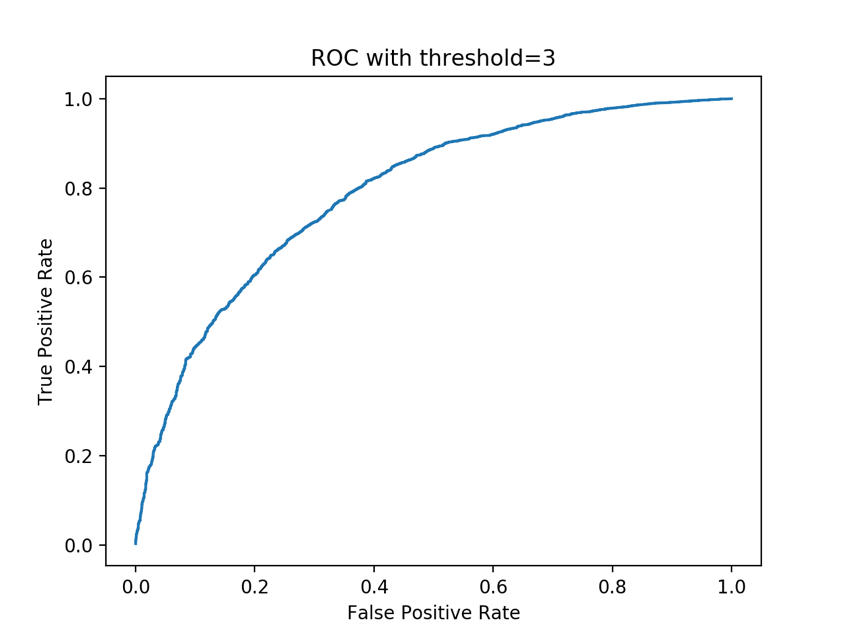 ROC with threshold=3
1.0
0.8
0.6
0.4
0.2
0.0
True Positive Rate
0.0 0.2 0.4 0.6 0.8 1.0
False Positive Rate